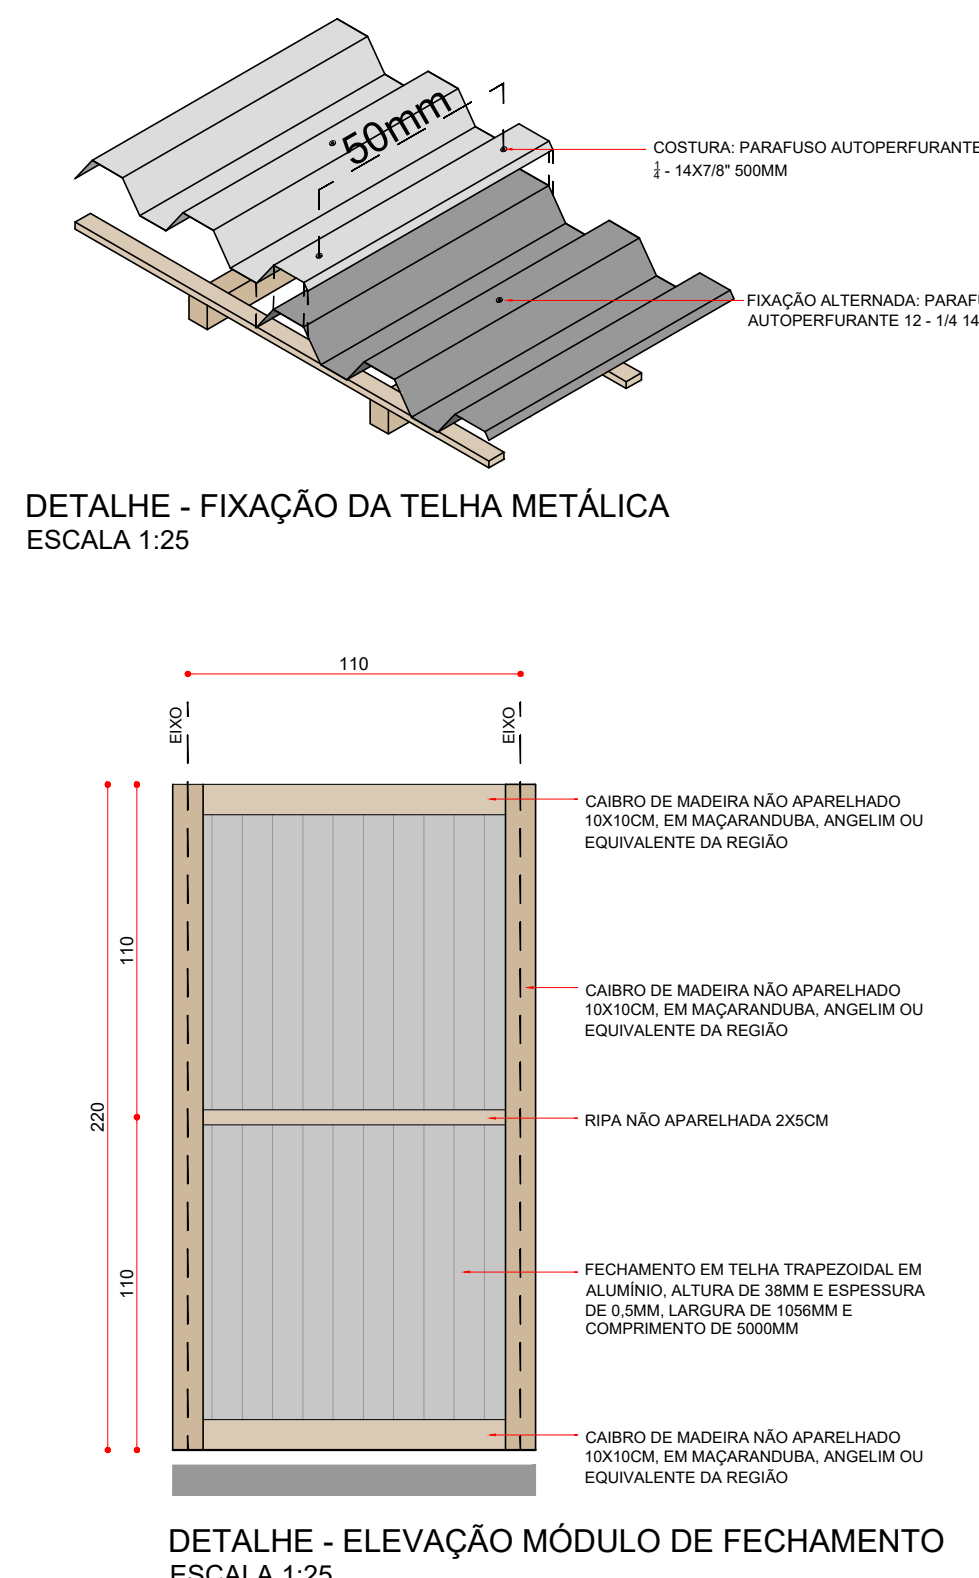 50mm
COSTURA: PARAFUSO AUTOPERFURANTE
1/4 - 14X7/8" 500MM
FIXAÇÃO ALTERNADA: PARAF
AUTOPERFURANTE 12 - 1/4 14
DETALHE - FIXAÇÃO DA TELHA METÁLICA
ESCALA 1:25
110
EIXO
EIXO
CAIBRO DE MADEIRA NÃO APARELHADO
10X10CM, EM MAÇARANDUBA, ANGELIM OU
EQUIVALENTE DA REGIÃO
110
CAIBRO DE MADEIRA NÃO APARELHADO
10X10CM, EM MAÇARANDUBA, ANGELIM OU
EQUIVALENTE DA REGIÃO
220
RIPA NÃO APARELHADA 2X5CM
110
FECHAMENTO EM TELHA TRAPEZOIDAL EM
ALUMÍNIO, ALTURA DE 38MM E ESPESSURA
DE 0,5MM, LARGURA DE 1056MM E
COMPRIMENTO DE 5000MM
CAIBRO DE MADEIRA NÃO APARELHADO
10X10CM, EM MAÇARANDUBA, ANGELIM OU
EQUIVALENTE DA REGIÃO
DETALHE - ELEVAÇÃO MÓDULO DE FECHAMENTO
ESCALA 1:25